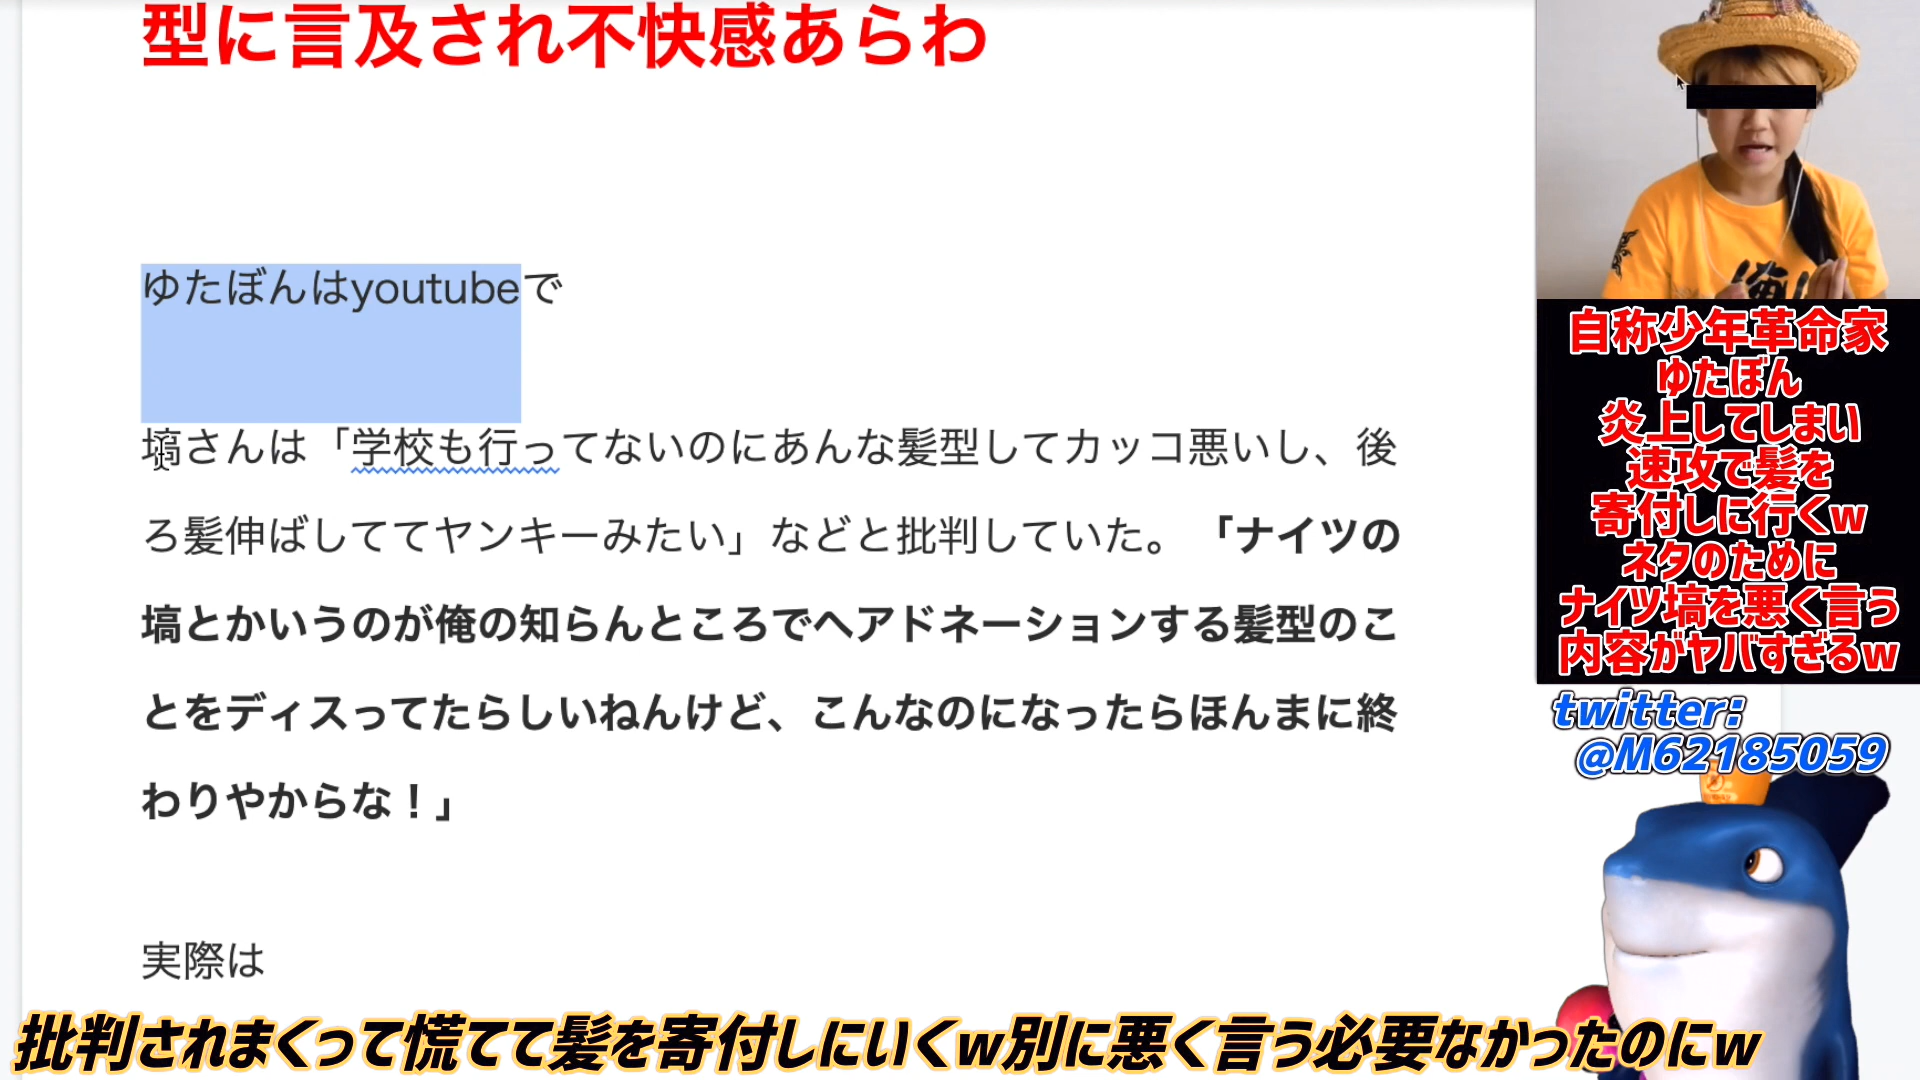 型に言及され不快感あらわ
ゆたぼんはyoutubeで
塙さんは「学校も行ってないのにあんな髪型してカッコ悪いし、後
ろ髪伸ばしててヤンキーみたい」などと批判していた。「ナイツの
塙とかいうのが俺の知らんところでヘアドネーションする髪型のこ
とをディスってたらしいねんけど、こんなのになったらほんまに終
わりやからな！」
実際は
自称少年革命家
ゆたぼん
炎上してしまい
速攻で髪を
寄付しに行くw
ネタのために
ナイツ塙を悪く言う
内容がヤバすぎるw
twitter:
@M62185059
批判されまくって慌てて髪を寄付しにいくw別に悪く言う必要なかったのにw